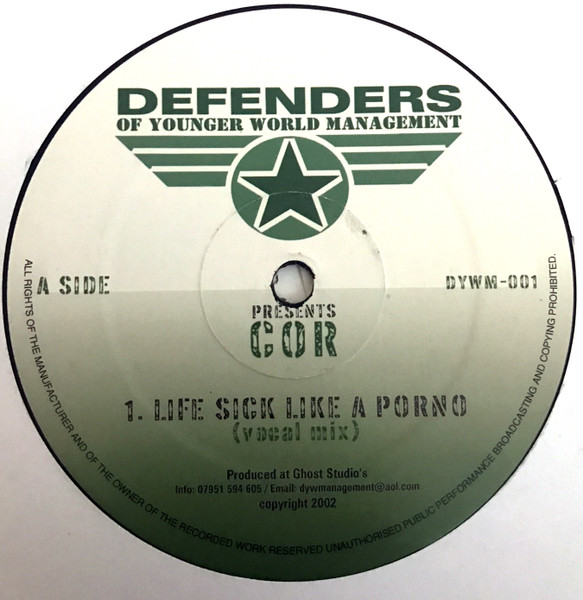 DEFENDERS
OF YOUNGER WORLD MANAGEMENT
A SIDE
DYWM-001
PRESENTS
COR
1. LIFE SICK LIKE A PORNO
(vocal mix)
Produced at Ghost Studio's
Info: 07951 594 605 / Email: dywmanagement@aol.com
copyright 2002
ALL RIGHTS OF THE MANUFACTURER AND OF THE OWNER OF THE RECORDED WORK RESERVED UNAUTHORISED PUBLIC PERFORMANCE BROADCASTING AND COPYING PROHIBITED.